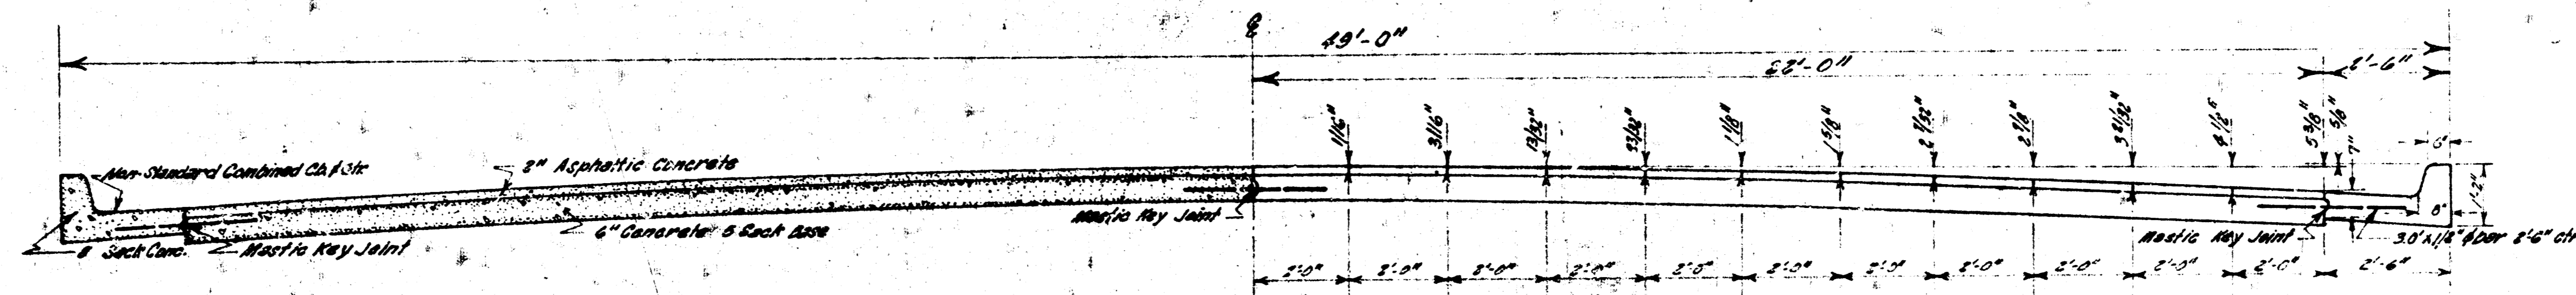 ℄
49'-0"
22'-0"
2'-6"
1/16"
3/16"
13/32"
23/32"
1 1/8"
1 5/8"
2 7/32"
2 7/8"
3 21/32"
4 1/2"
5 3/8"
5/8"
7"
6"
1'-2"
8"
Non-Standard Combined Cb. & Gtr.
2" Asphaltic Concrete
Mastic Key Joint
6" Concrete 5 Sack Base
Sack Conc.
Mastic Key Joint
Mastic Key Joint
3.0' x 1/2" ϕ bar 2'-6" ctr
2'-0" 2'-0" 2'-0" 2'-0" 2'-0" 2'-0" 2'-0" 2'-0" 2'-0" 2'-0" 2'-0" 2'-6"